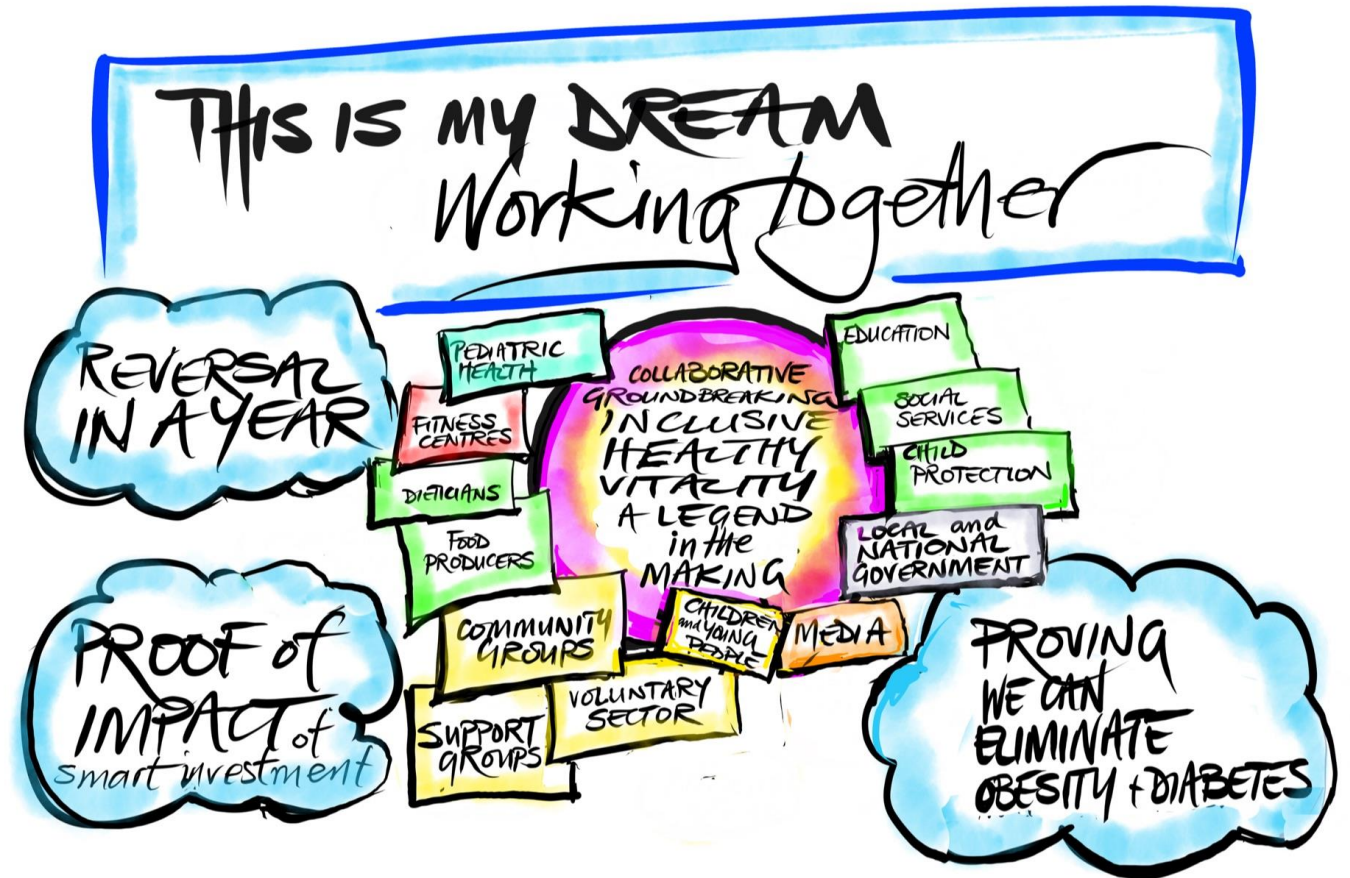 THIS IS MY DREAM
Working together
REVERSAL
IN A YEAR
PEDIATRIC
HEALTH
FITNESS
CENTRES
DIETICIANS
FOOD
PRODUCERS
COLLABORATIVE
GROUNDBREAKING
INCLUSIVE
HEALTHY
VITALITY
A LEGEND
in the
MAKING
EDUCATION
SOCIAL
SERVICES
CHILD
PROTECTION
LOCAL and
NATIONAL
GOVERNMENT
PROOF of
IMPACT of
smart investment
COMMUNITY
GROUPS
CHILDREN
and YOUNG
PEOPLE
MEDIA
SUPPORT
GROUPS
VOLUNTARY
SECTOR
PROVING
WE CAN
ELIMINATE
OBESITY + DIABETES